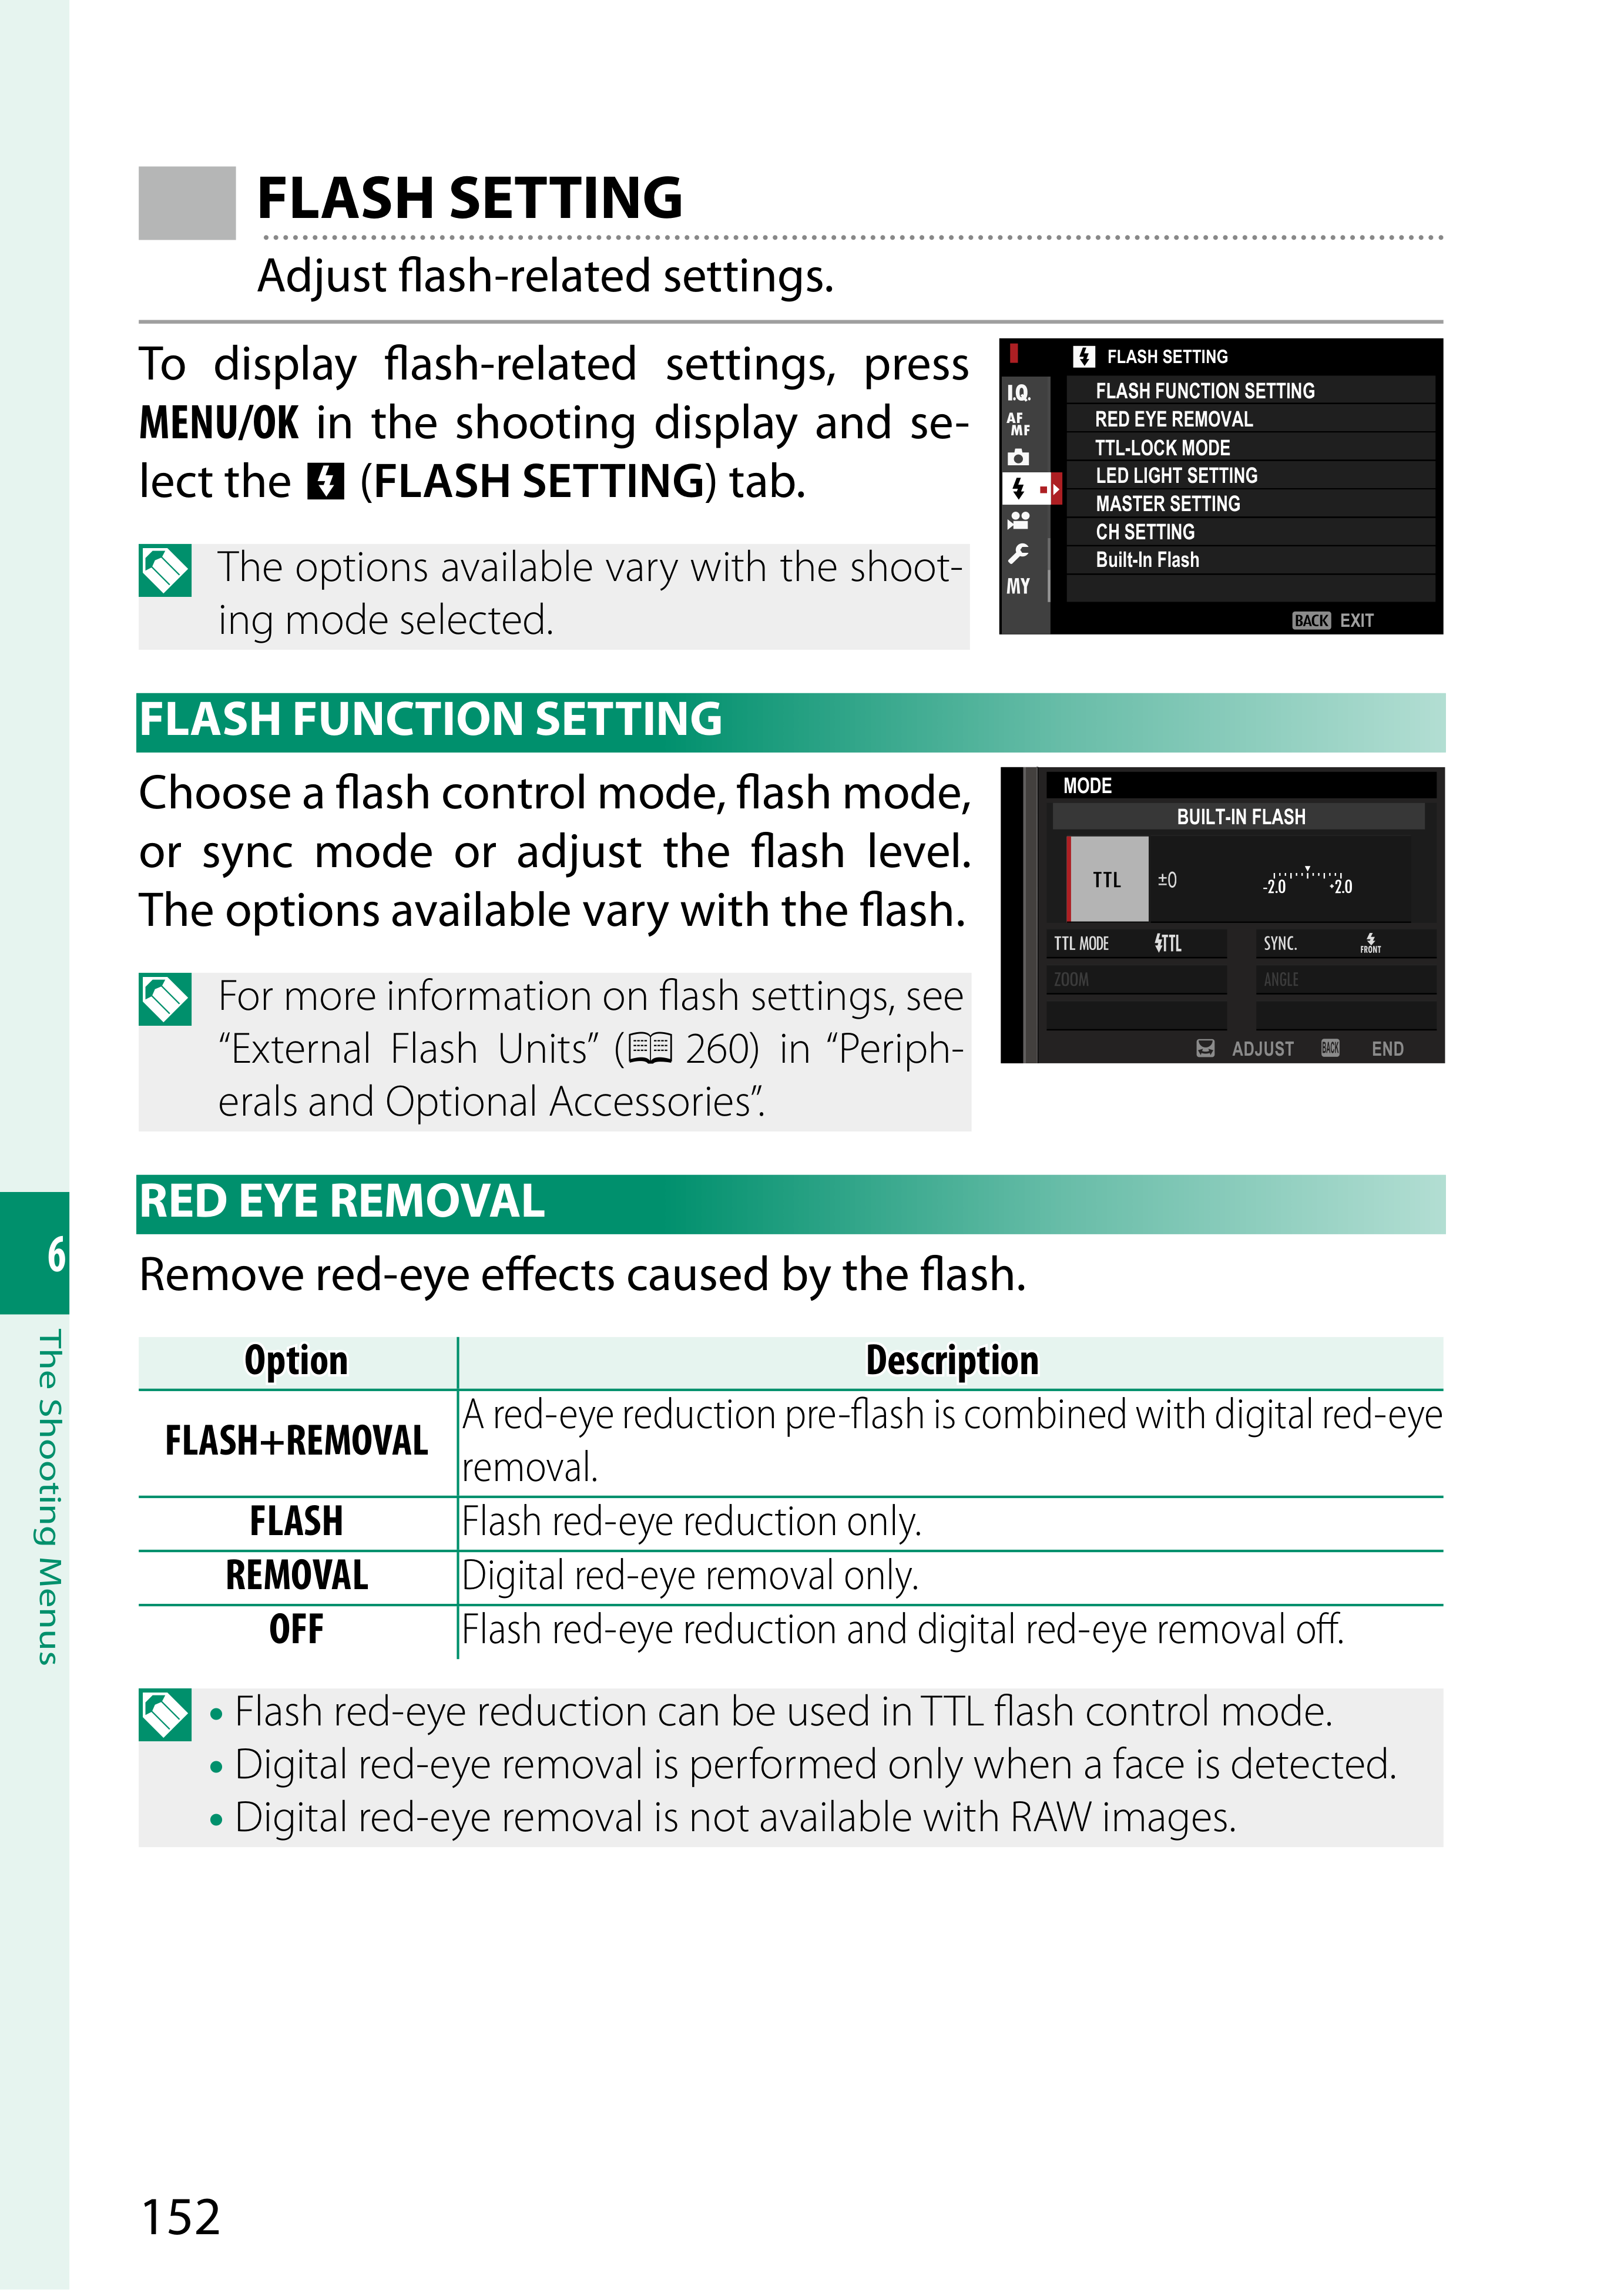 FLASH SETTING
Adjust flash-related settings.
To display flash-related settings, press
MENU/OK in the shooting display and se-
lect the (FLASH SETTING) tab.
The options available vary with the shoot-
ing mode selected.
FLASH SETTING
I.Q.
AF
MF
MY
FLASH FUNCTION SETTING
RED EYE REMOVAL
TTL-LOCK MODE
LED LIGHT SETTING
MASTER SETTING
CH SETTING
Built-In Flash
BACK EXIT
FLASH FUNCTION SETTING
Choose a flash control mode, flash mode,
or sync mode or adjust the flash level.
The options available vary with the flash.
For more information on flash settings, see
“External Flash Units” (260) in “Periph-
erals and Optional Accessories”.
MODE
BUILT-IN FLASH
TTL ±0
-2.0 +2.0
TTL MODE TTL SYNC. FRONT
ZOOM ANGLE
ADJUST BACK END
RED EYE REMOVAL
Remove red-eye effects caused by the flash.
Option Description
FLASH+REMOVAL A red-eye reduction pre-flash is combined with digital red-eye
removal.
FLASH Flash red-eye reduction only.
REMOVAL Digital red-eye removal only.
OFF Flash red-eye reduction and digital red-eye removal off.
• Flash red-eye reduction can be used in TTL flash control mode.
• Digital red-eye removal is performed only when a face is detected.
• Digital red-eye removal is not available with RAW images.
6
The Shooting Menus
152